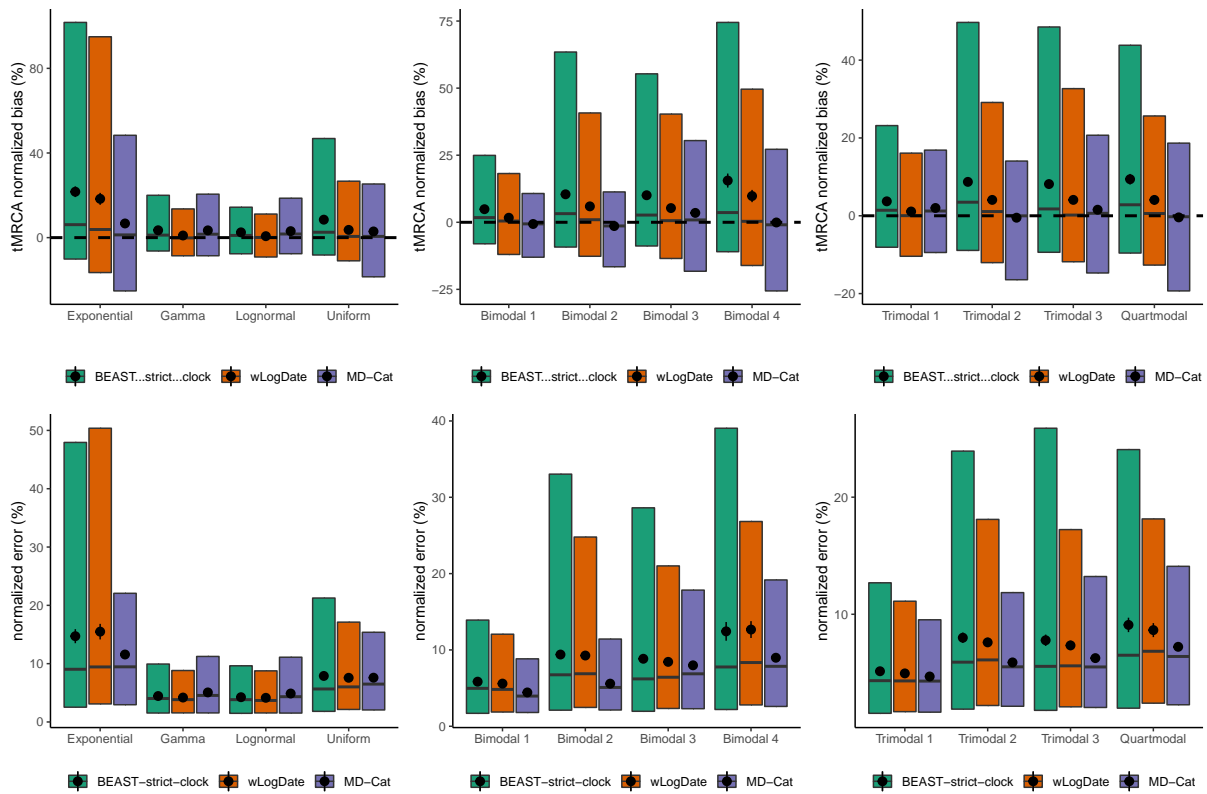 tMRCA normalized bias (%)
80
40
0
Exponential Gamma Lognormal Uniform
BEAST...strict...clock wLogDate MD−Cat
tMRCA normalized bias (%)
75
50
25
0
−25
Bimodal 1 Bimodal 2 Bimodal 3 Bimodal 4
BEAST...strict...clock wLogDate MD−Cat
tMRCA normalized bias (%)
40
20
0
−20
Trimodal 1 Trimodal 2 Trimodal 3 Quartmodal
BEAST...strict...clock wLogDate MD−Cat
normalized error (%)
50
40
30
20
10
0
Exponential Gamma Lognormal Uniform
BEAST−strict−clock wLogDate MD−Cat
normalized error (%)
40
30
20
10
0
Bimodal 1 Bimodal 2 Bimodal 3 Bimodal 4
BEAST−strict−clock wLogDate MD−Cat
normalized error (%)
20
10
Trimodal 1 Trimodal 2 Trimodal 3 Quartmodal
BEAST−strict−clock wLogDate MD−Cat